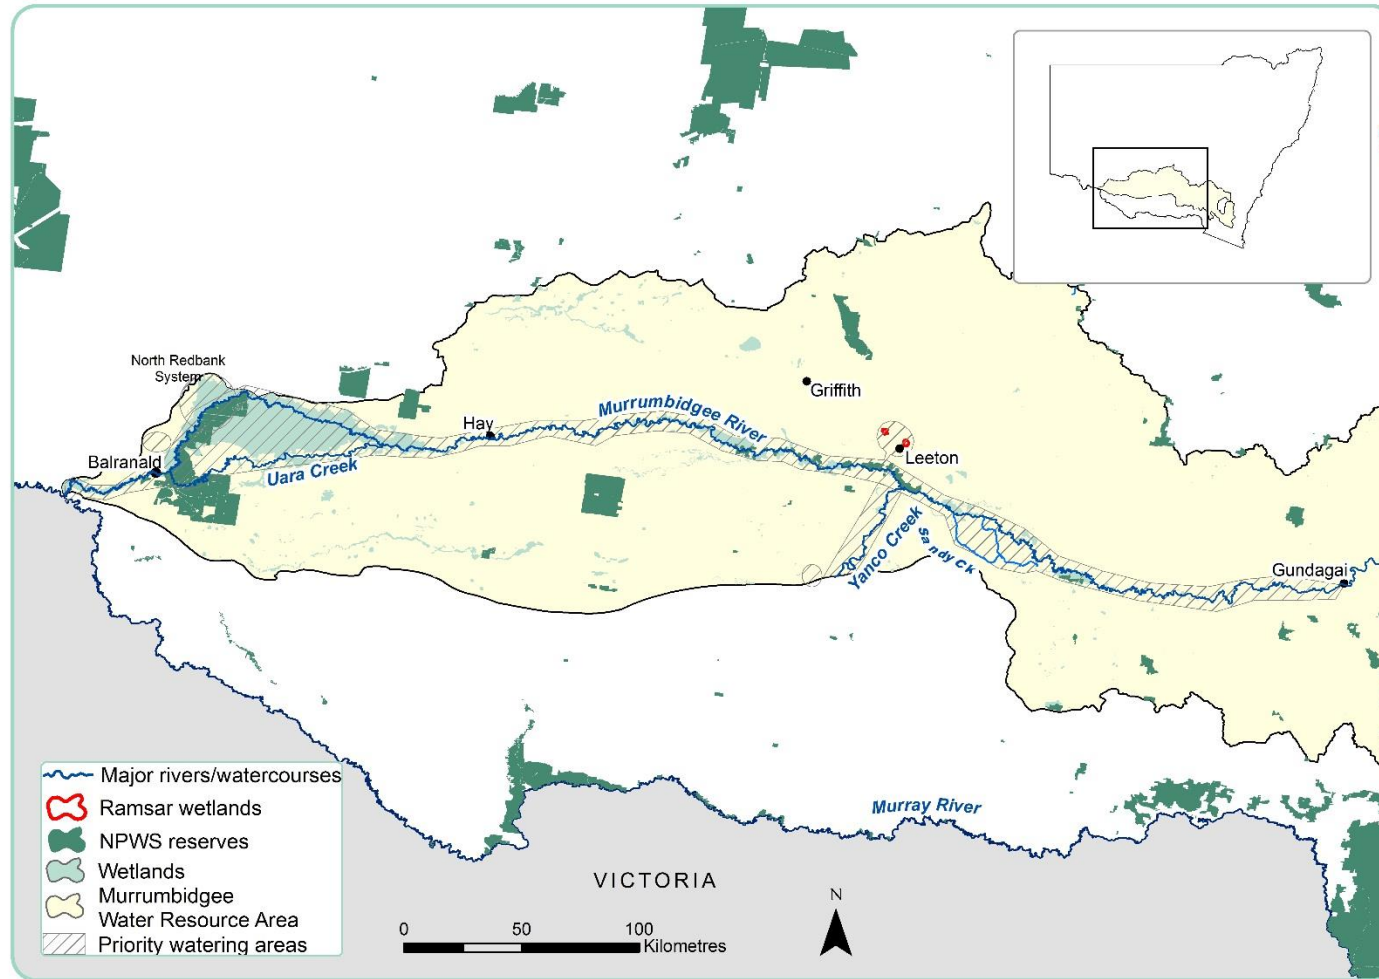 North Redbank
System
Griffith
Murrumbidgee River
Hay
Leeton
Balranald
Uara Creek
Yanco Creek
Sandy Ck
Gundagai
Major rivers/watercourses
Ramsar wetlands
NPWS reserves
Wetlands
Murrumbidgee
Water Resource Area
Priority watering areas
Murray River
VICTORIA
N
0 50 100
Kilometres